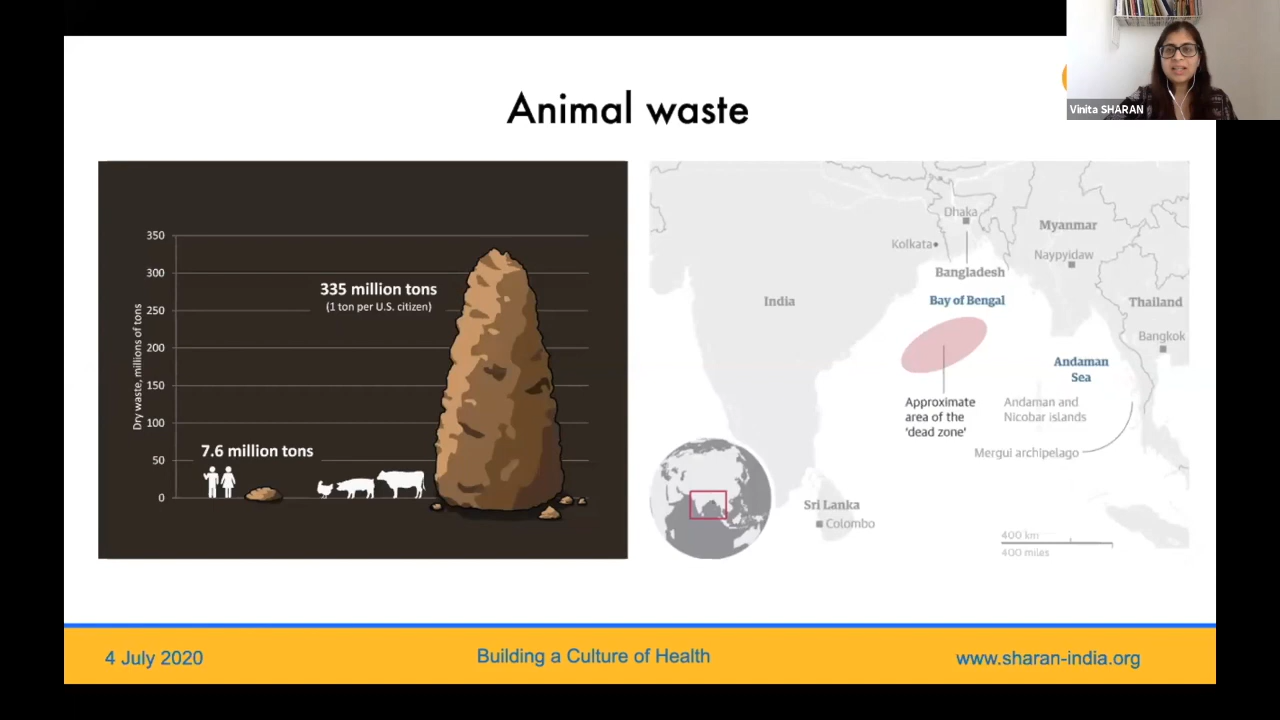 Vinita SHARAN
Animal waste
350
300
250
200
150
100
50
0
Dry waste, millions of tons
335 million tons
(1 ton per U.S. citizen)
7.6 million tons
Dhaka
Kolkata
Bangladesh
Myanmar
Naypyidaw
India
Bay of Bengal
Thailand
Bangkok
Andaman
Sea
Approximate
area of the
'dead zone'
Andaman and
Nicobar islands
Mergui archipelago
Sri Lanka
Colombo
400 km
400 miles
4 July 2020
Building a Culture of Health
www.sharan-india.org